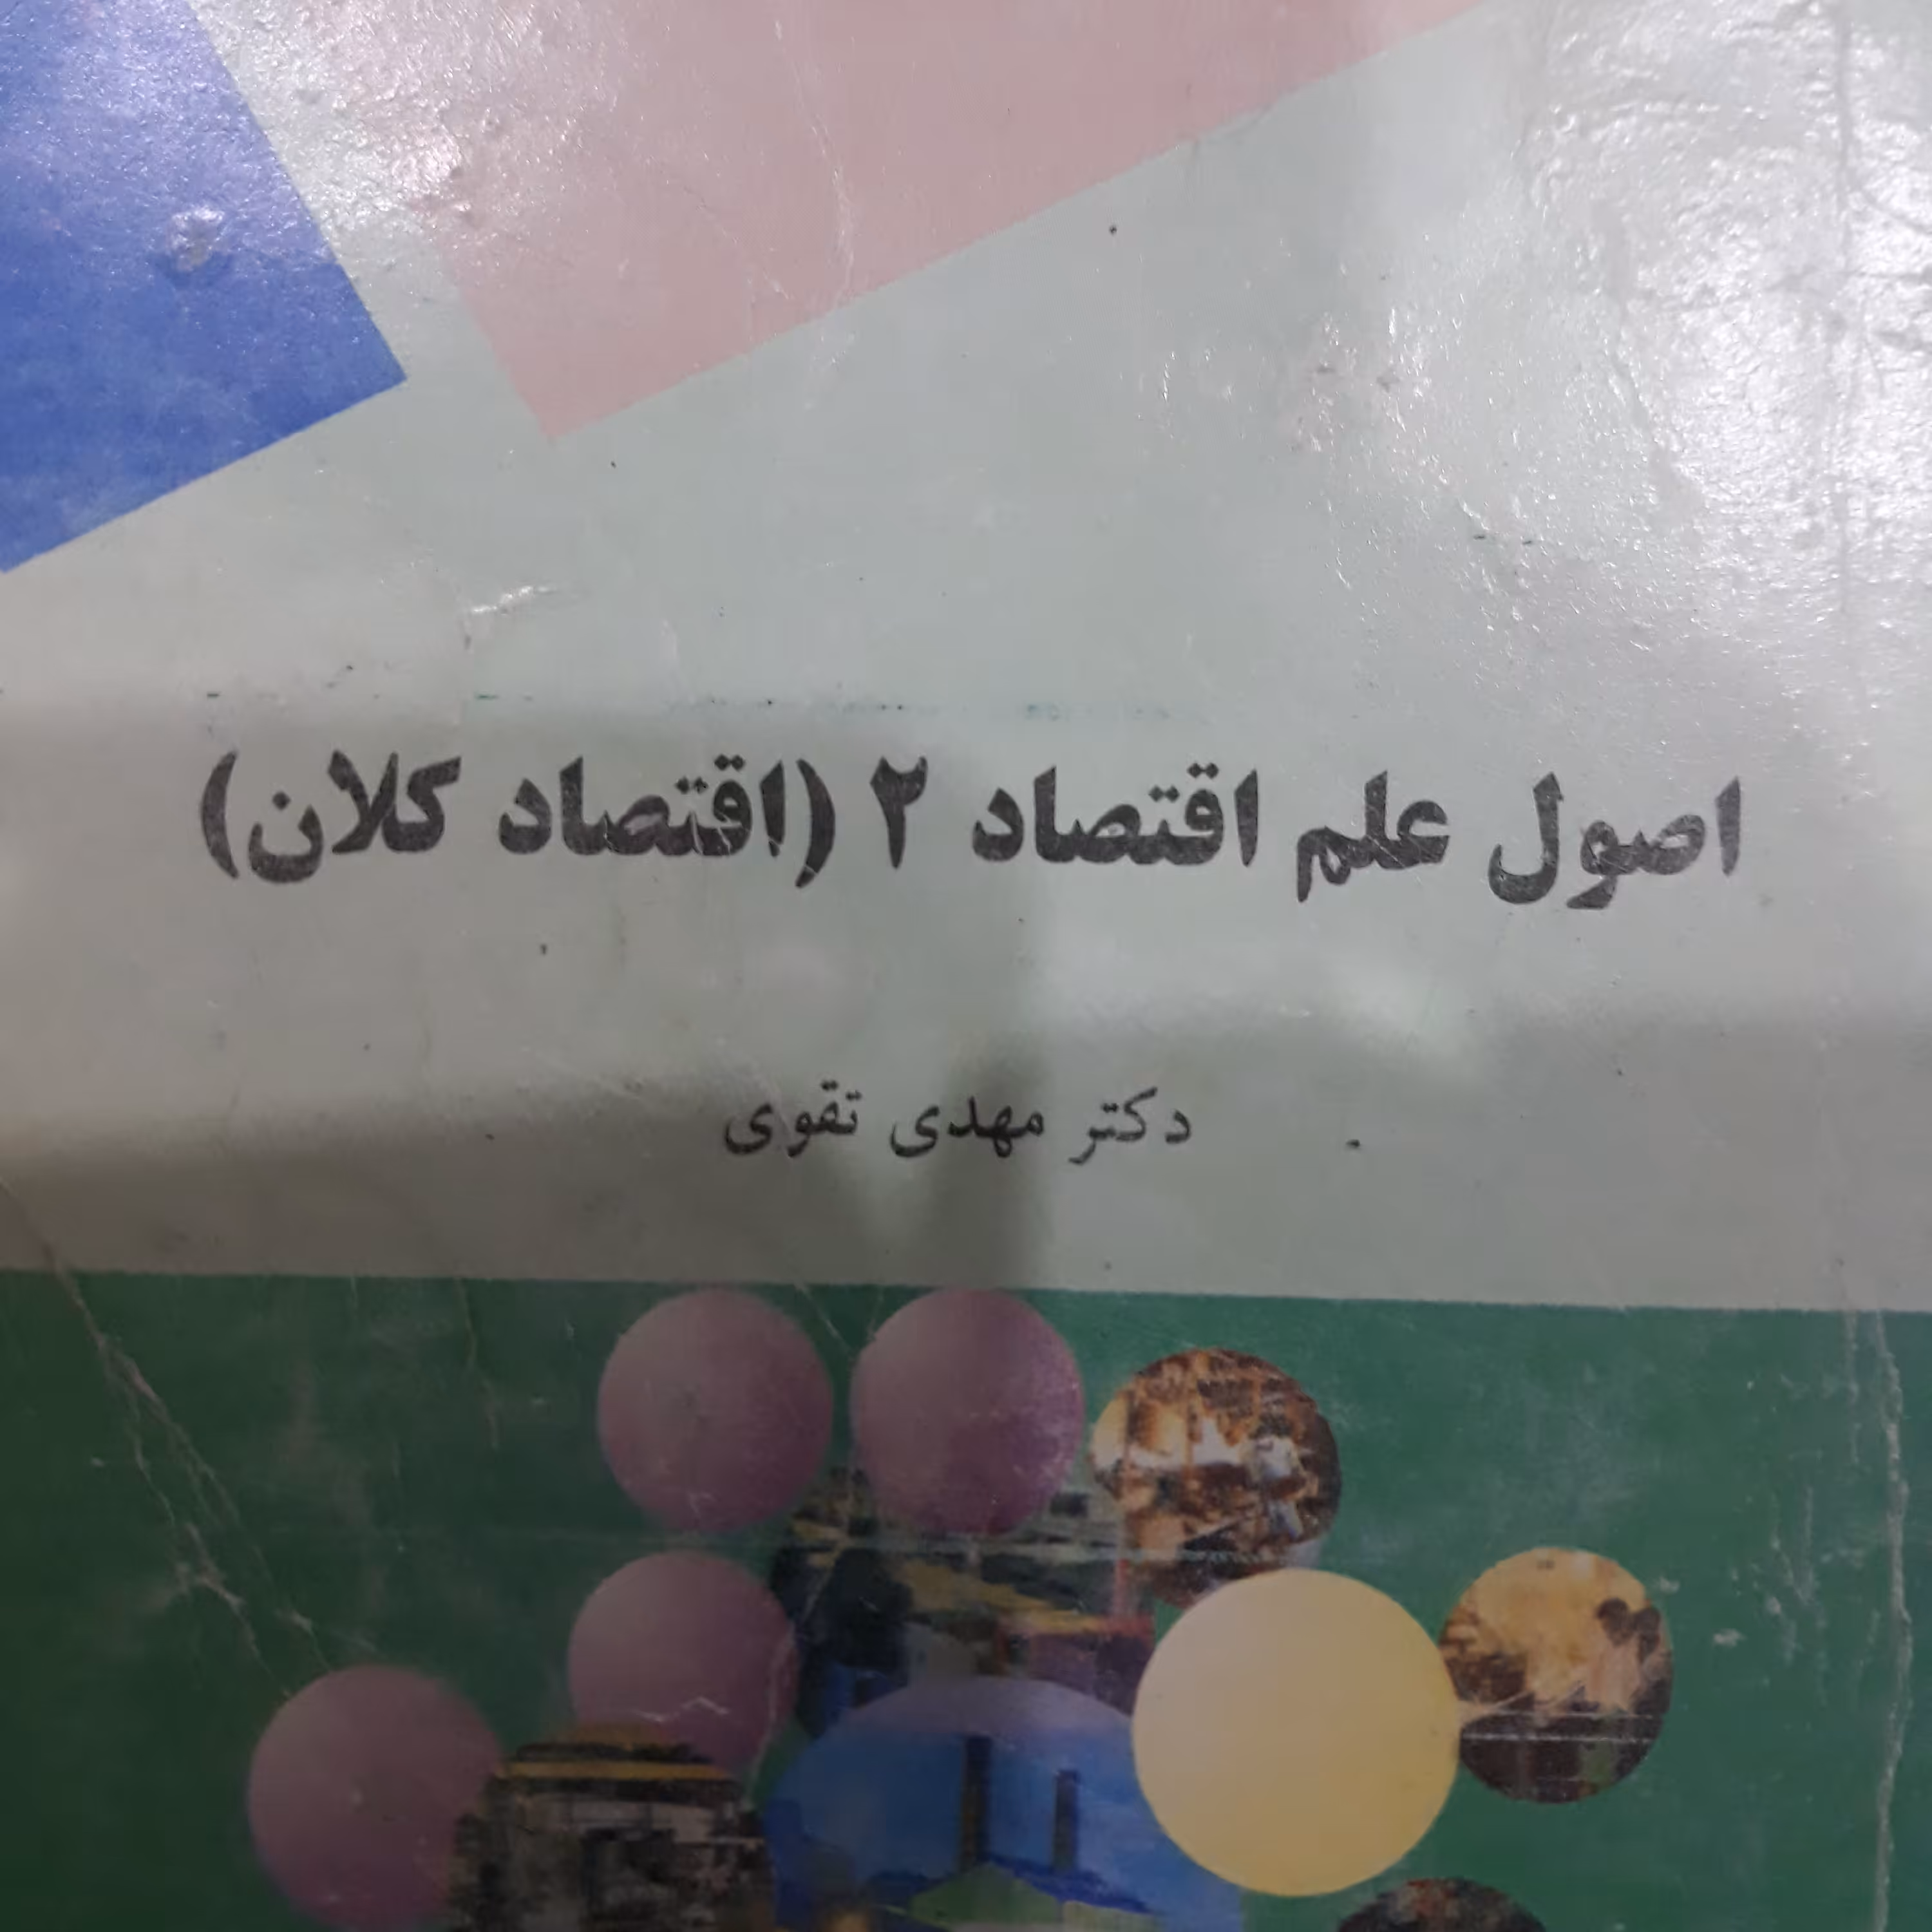 اصول علم اقتصاد ۲ (اقتصاد کلان)
دکتر مهدی تقوی